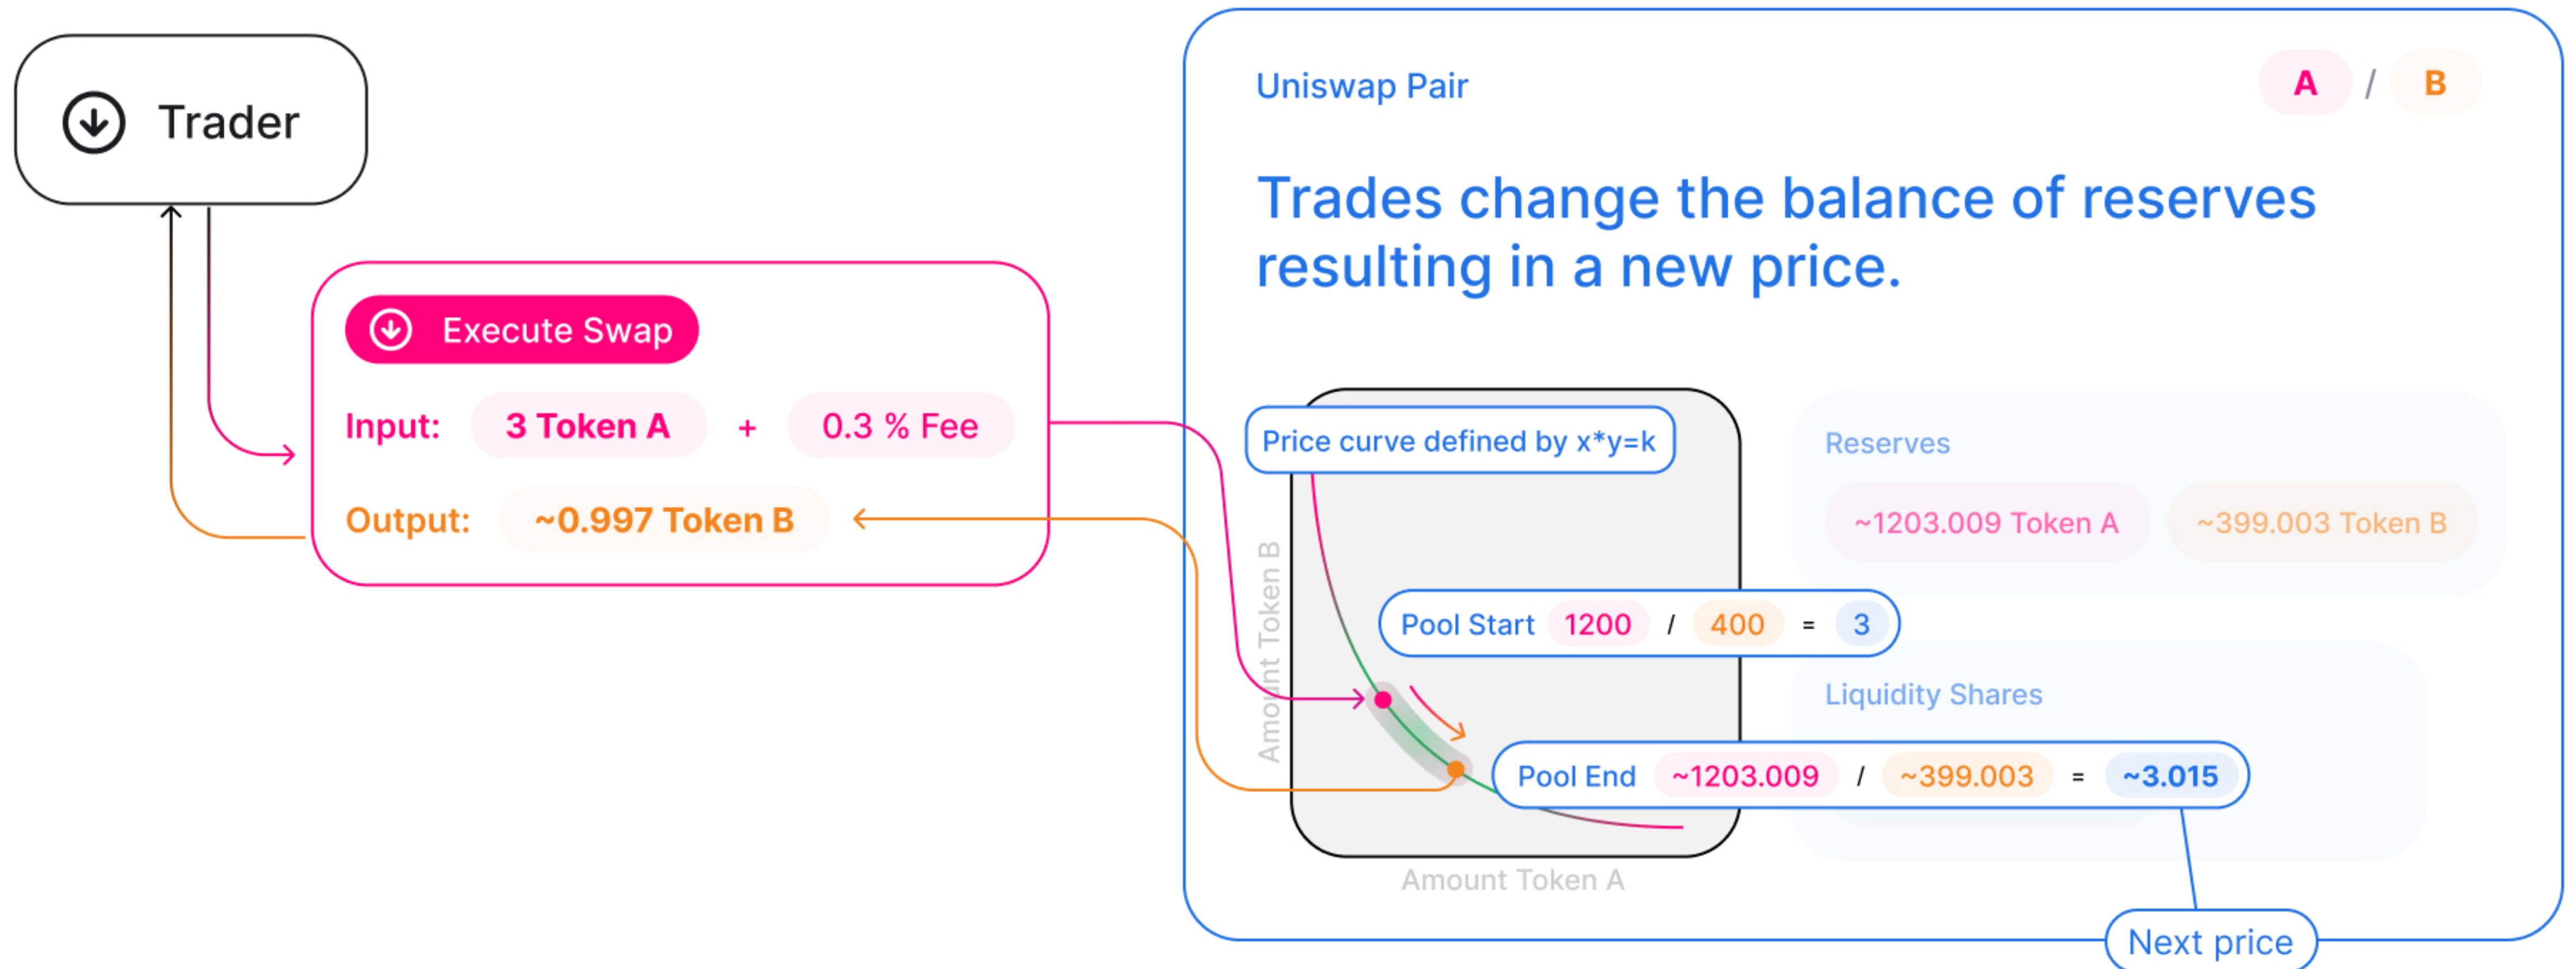 Trader
Execute Swap
Input: 3 Token A + 0.3 % Fee
Output: ~0.997 Token B
Uniswap Pair
A / B
Trades change the balance of reserves
resulting in a new price.
Price curve defined by x*y=k
Reserves
~1203.009 Token A ~399.003 Token B
Amount Token B
Pool Start 1200 / 400 = 3
Liquidity Shares
Pool End ~1203.009 / ~399.003 = ~3.015
Amount Token A
Next price